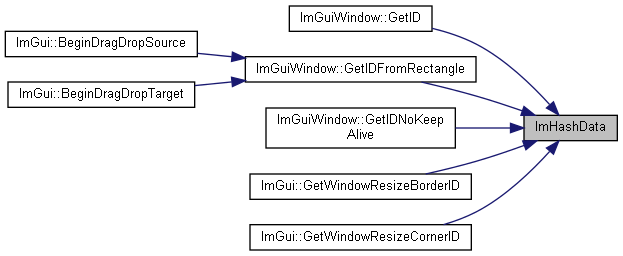 ImGuiWindow::GetID
ImGui::BeginDragDropSource
ImGuiWindow::GetIDFromRectangle
ImGui::BeginDragDropTarget
ImGuiWindow::GetIDNoKeep
Alive
ImHashData
ImGui::GetWindowResizeBorderID
ImGui::GetWindowResizeCornerID